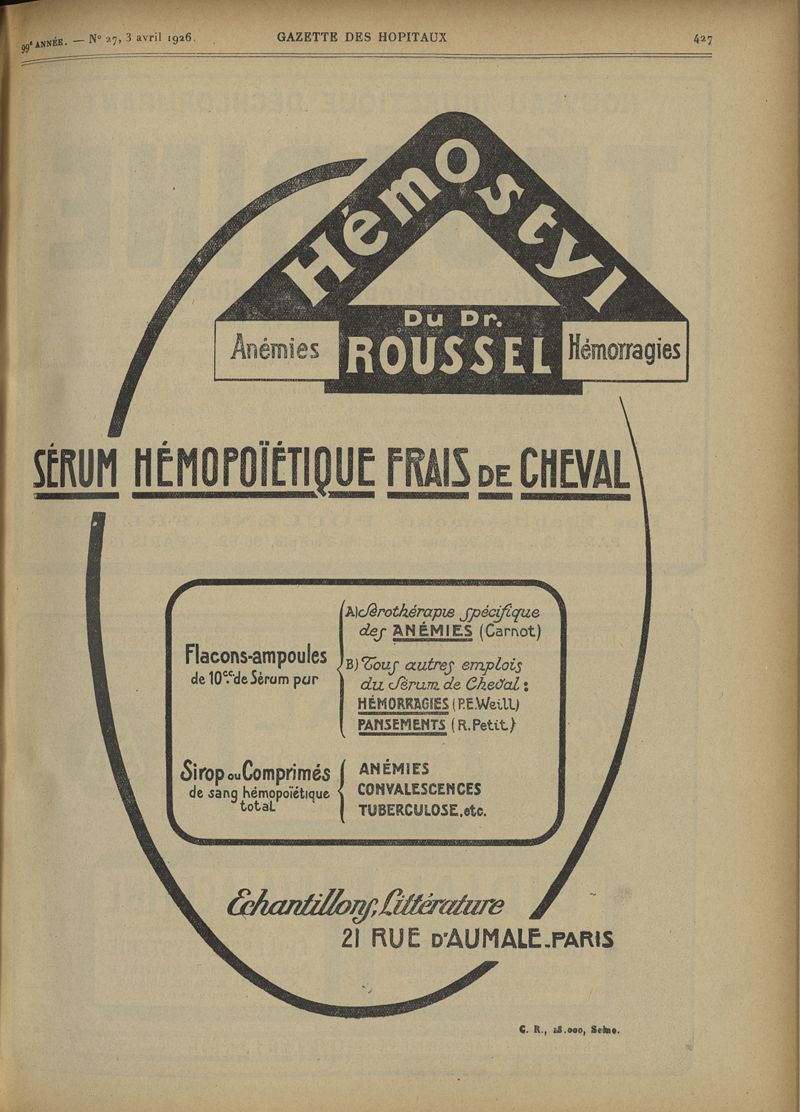 99e ANNÉE. — No 27, 3 avril 1926. GAZETTE DES HOPITAUX 427
Hémostyl
Du Dr.
Anémies ROUSSEL Hémorragies
SÉRUM HÉMOPOÏÉTIQUE FRAIS DE CHEVAL
Flacons-ampoules
de 10c.c. de Sérum pur
A) Sérothérapie spécifique
des ANÉMIES (Carnot)
B) Tous autres emplois
du Sérum de Cheval :
HÉMORRAGIES (P.E.Weill)
PANSEMENTS (R.Petit)
Sirop ou Comprimés
de sang hémopoïétique
total
ANÉMIES
CONVALESCENCES
TUBERCULOSE, etc.
Echantillons, Littérature
21 RUE D'AUMALE-PARIS
C. R., 28.000, Seine.